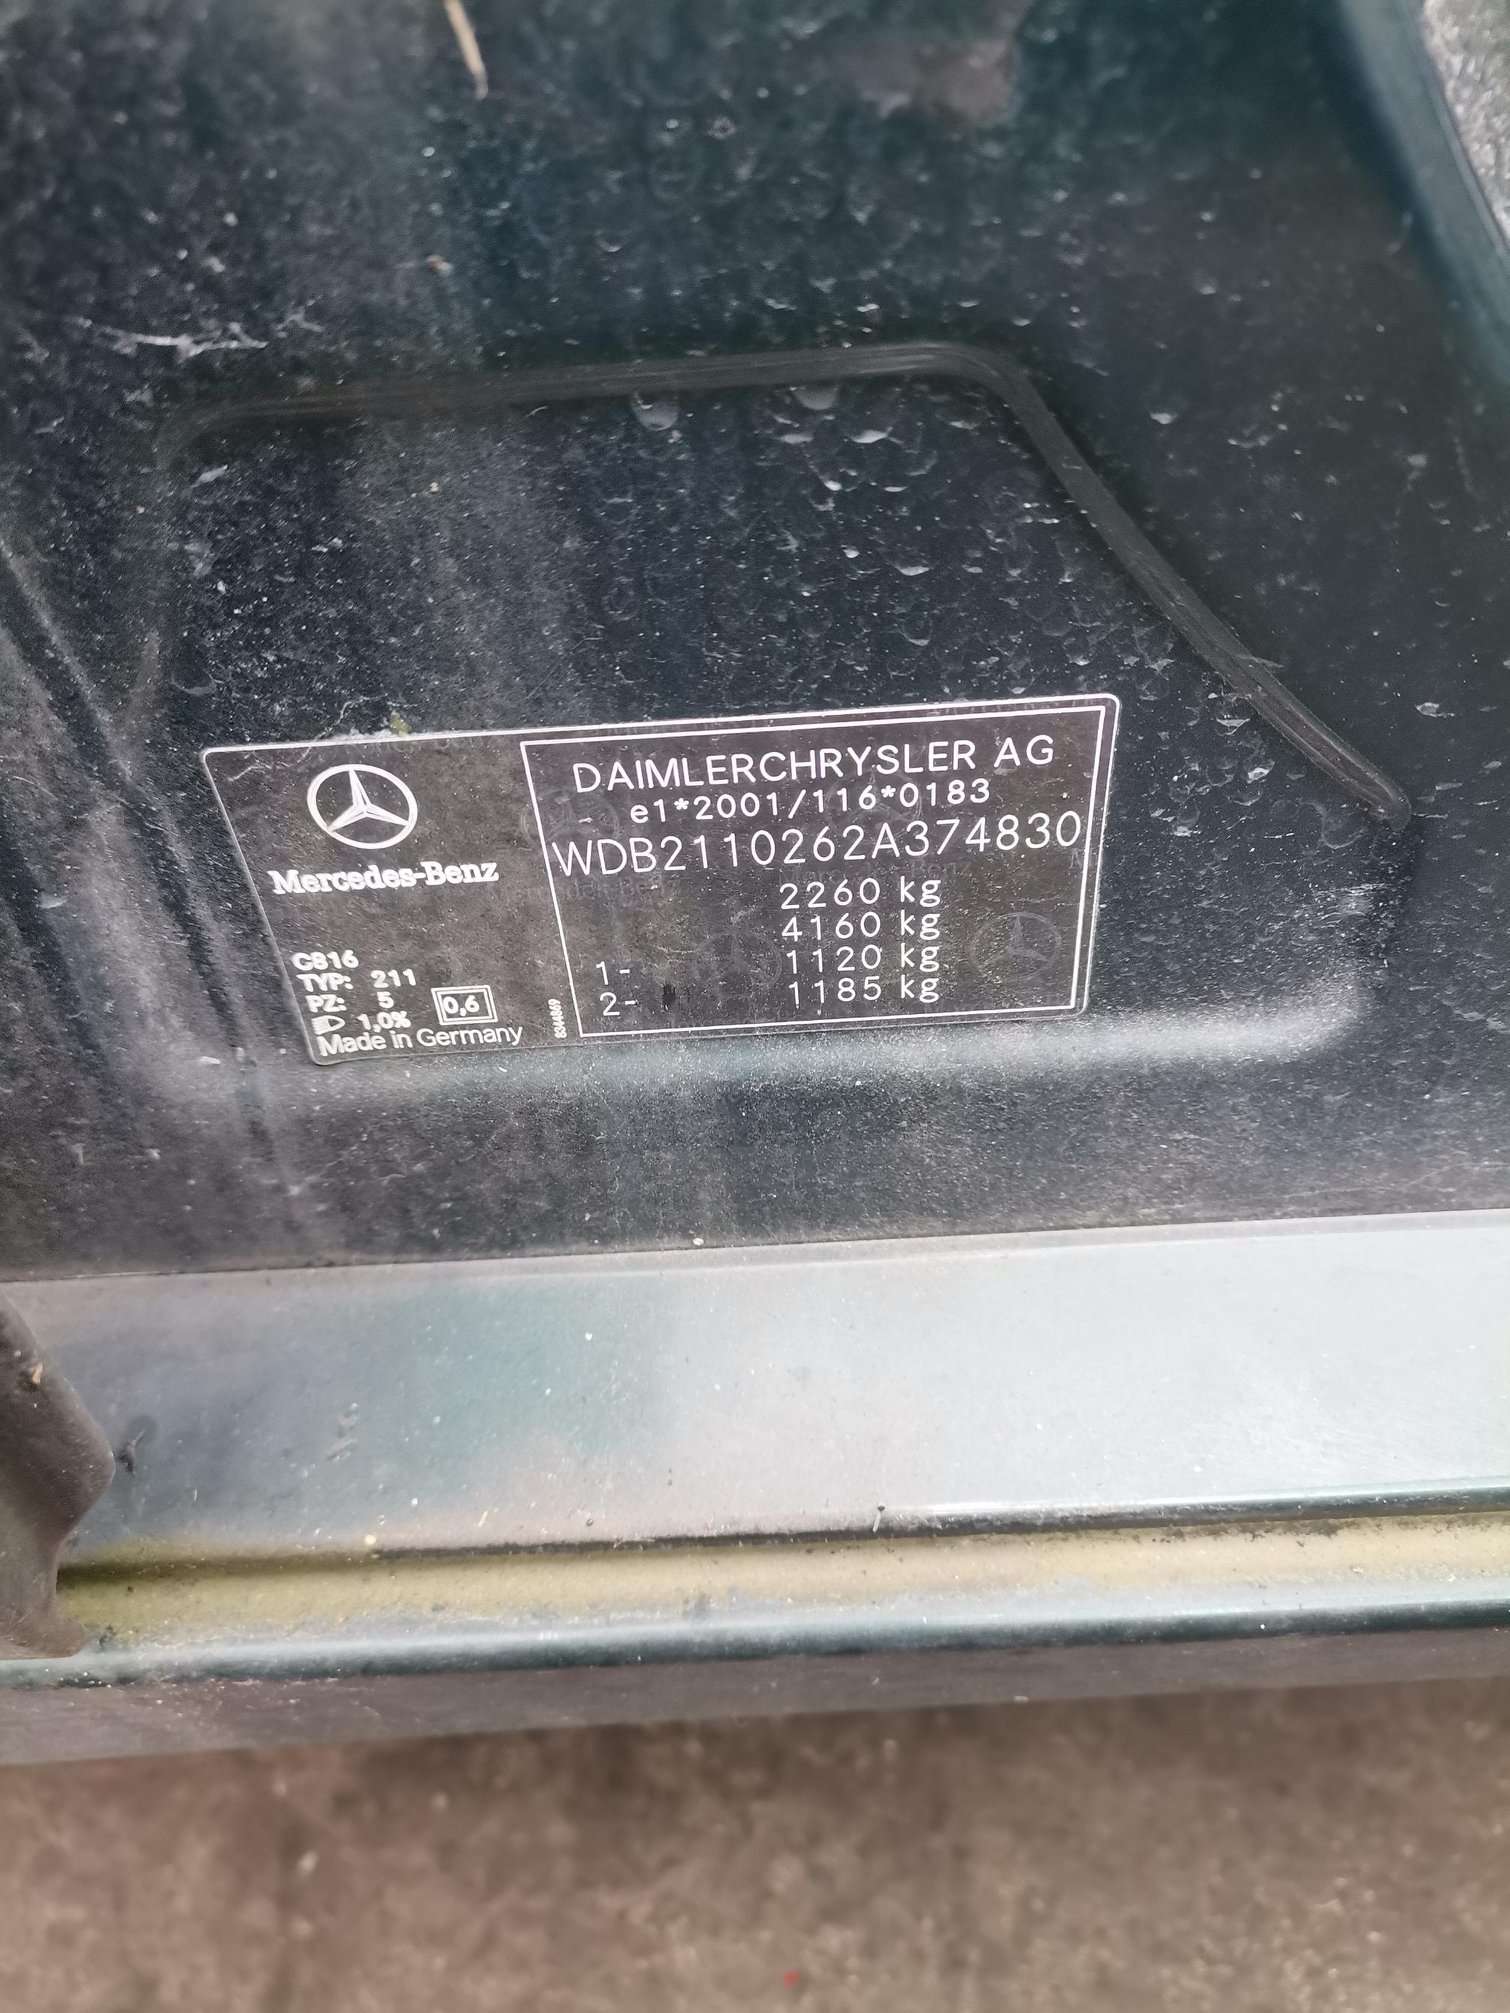 Mercedes-Benz
C816
TYP: 211
PZ: 5
1,0%
0,6
Made in Germany
8344869
DAIMLERCHRYSLER AG
e1*2001/116*0183
WDB2110262A374830
2260 kg
4160 kg
1- 1120 kg
2- 1185 kg